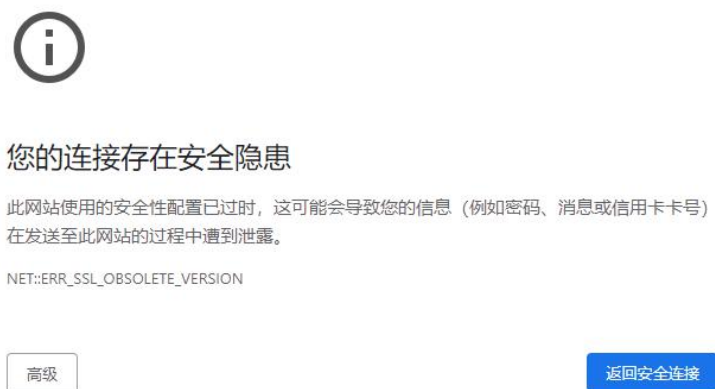 您的连接存在安全隐患
此网站使用的安全性配置已过时，这可能会导致您的信息（例如密码、消息或信用卡卡号）
在发送至此网站的过程中遭到泄露。
NET::ERR_SSL_OBSOLETE_VERSION
高级
返回安全连接